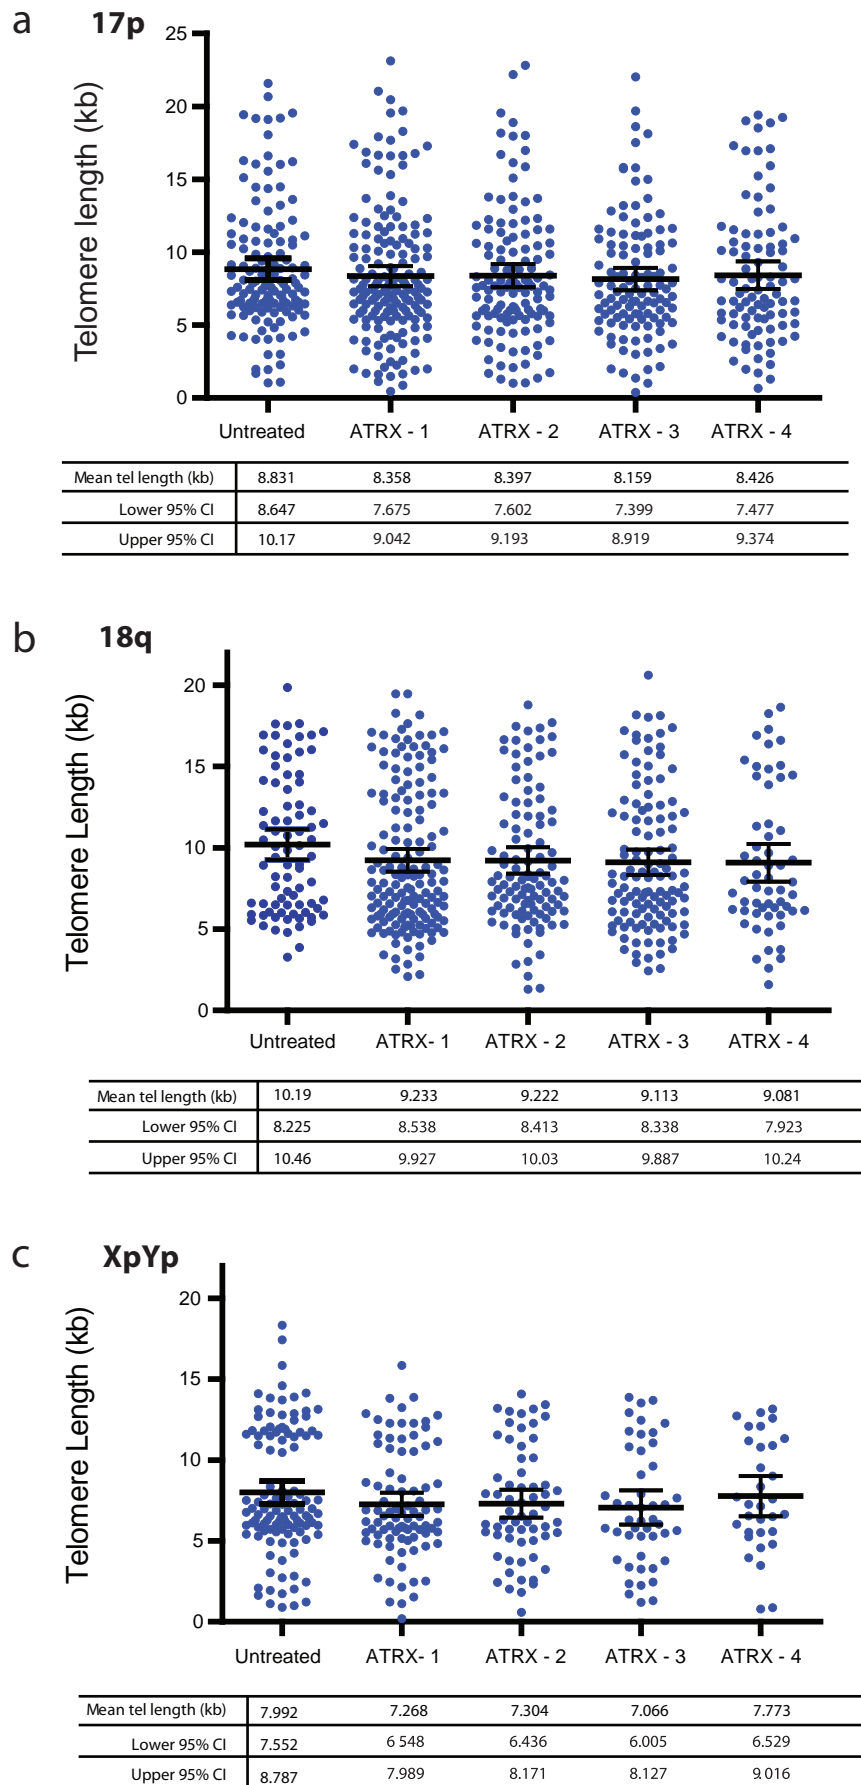 a 17p
Telomere length (kb)
25
20
15
10
5
0
Untreated ATRX - 1 ATRX - 2 ATRX - 3 ATRX - 4
Mean tel length (kb) 8.831 8.358 8.397 8.159 8.426
Lower 95% CI 8.647 7.675 7.602 7.399 7.477
Upper 95% CI 10.17 9.042 9.193 8.919 9.374
b 18q
Telomere Length (kb)
20
15
10
5
0
Untreated ATRX- 1 ATRX - 2 ATRX - 3 ATRX - 4
Mean tel length (kb) 10.19 9.233 9.222 9.113 9.081
Lower 95% CI 8.225 8.538 8.413 8.338 7.923
Upper 95% CI 10.46 9.927 10.03 9.887 10.24
c XpYp
Telomere Length (kb)
20
15
10
5
0
Untreated ATRX- 1 ATRX - 2 ATRX - 3 ATRX - 4
Mean tel length (kb) 7.992 7.268 7.304 7.066 7.773
Lower 95% CI 7.552 6 548 6.436 6.005 6.529
Upper 95% CI 8.787 7.989 8.171 8.127 9.016